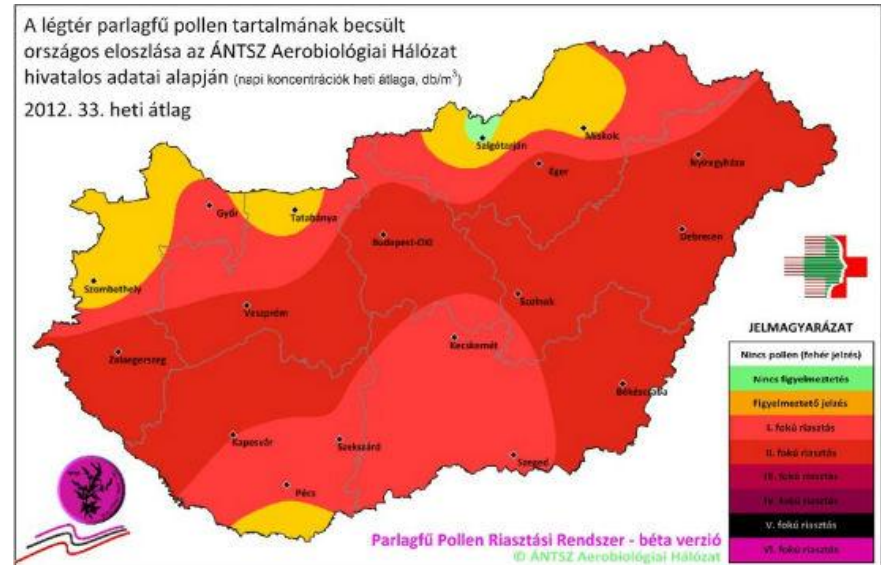 A légtér parlagfű pollen tartalmának becsült
országos eloszlása az ÁNTSZ Aerobiológiai Hálózat
hivatalos adatai alapján (napi koncentrációk heti átlaga, db/m³)
2012. 33. heti átlag
Salgótarján
Miskolc
Eger
Nyíregyháza
Győr
Tatabánya
Budapest-OKI
Debrecen
Szombathely
Veszprém
Szolnok
Zalaegerszeg
Kecskemét
Békéscsaba
Kaposvár
Szekszárd
Szeged
Pécs
JELMAGYARÁZAT
Nincs pollen (fehér jelzés)
Nincs figyelmeztetés
Figyelmeztető jelzés
I. fokú riasztás
II. fokú riasztás
III. fokú riasztás
IV. fokú riasztás
V. fokú riasztás
VI. fokú riasztás
Parlagfű Pollen Riasztási Rendszer - béta verzió
© ÁNTSZ Aerobiológiai Hálózat